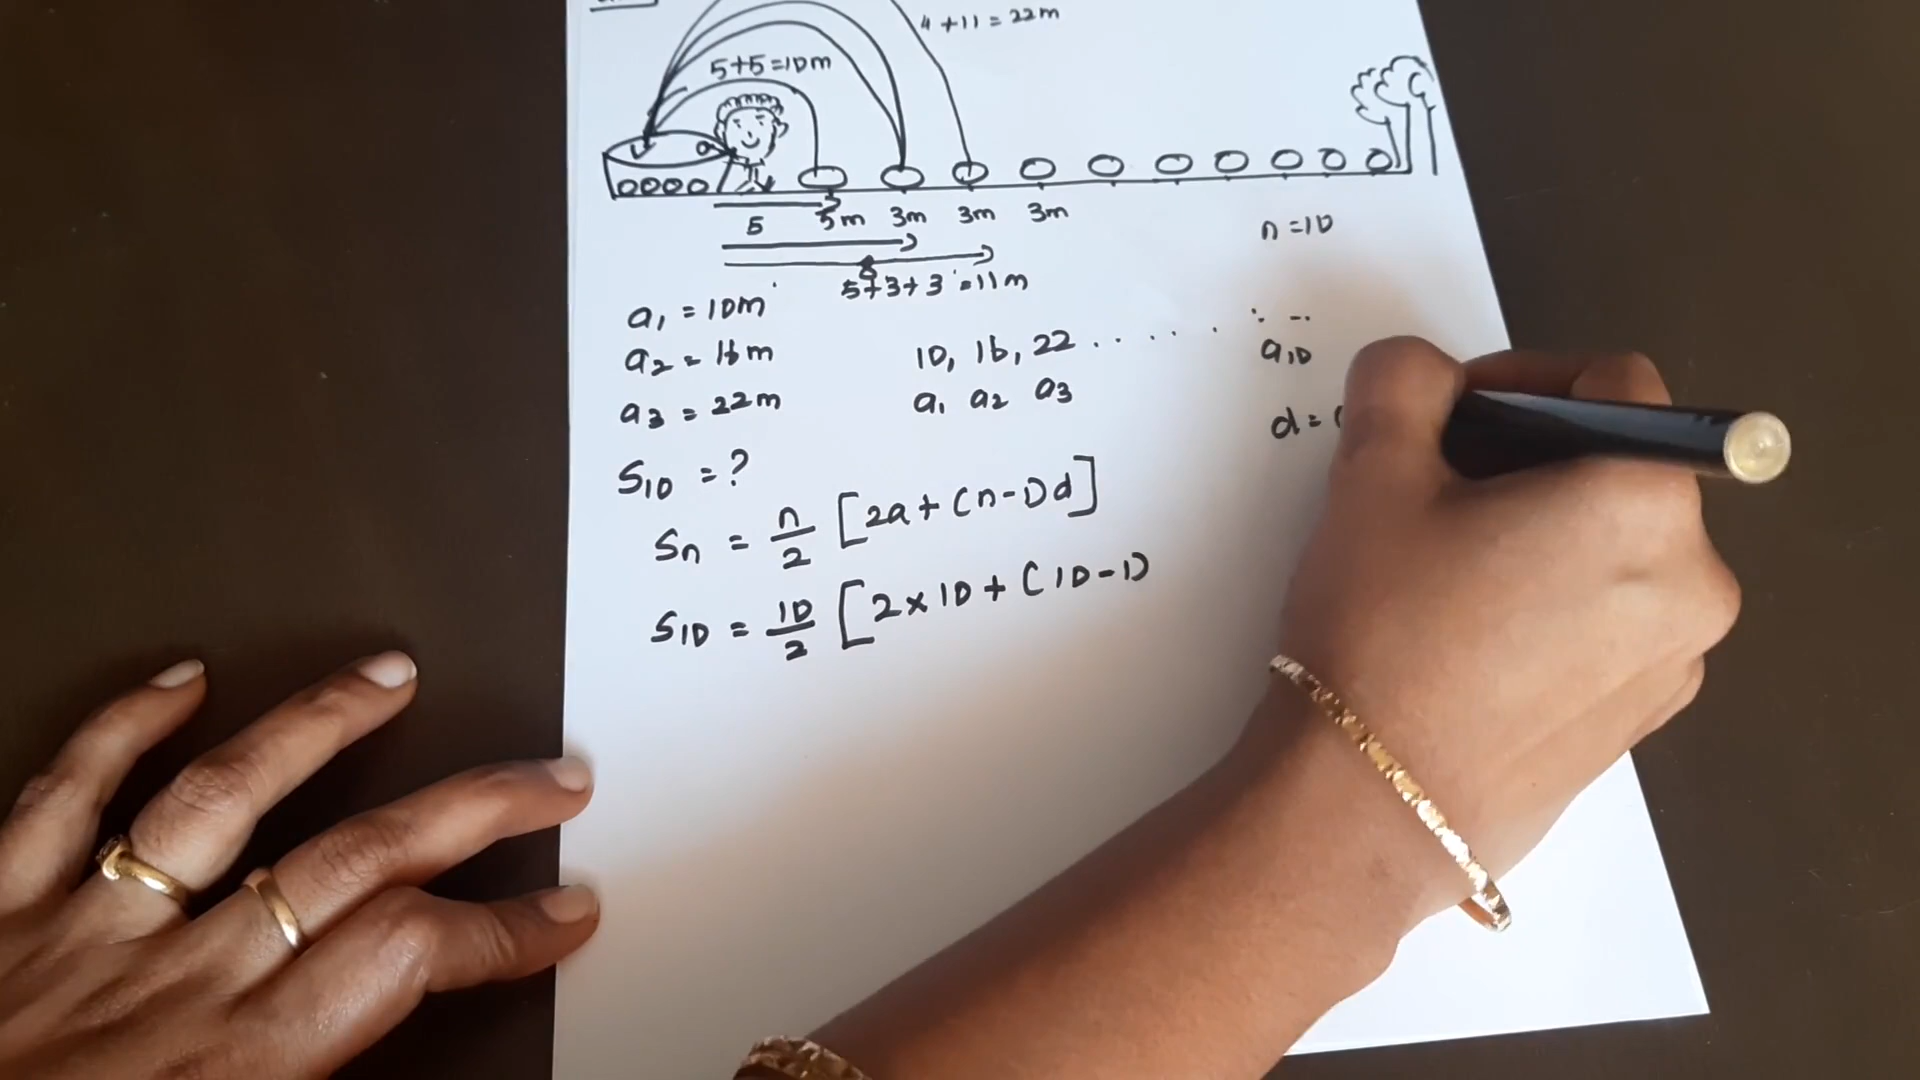 +11 = 22m
5+5=10m
5 5m 3m 3m 3m
n =10
5+3+3 =11m
a₁ = 10m
a₂ = 16m
10, 16, 22 . . . . . . . .
a₁₀
a₃ = 22m
a₁ a₂ a₃
d =
S₁₀ = ?
Sn = n/2 [2a + (n-1)d]
S₁₀ = 10/2 [2×10 + (10-1)